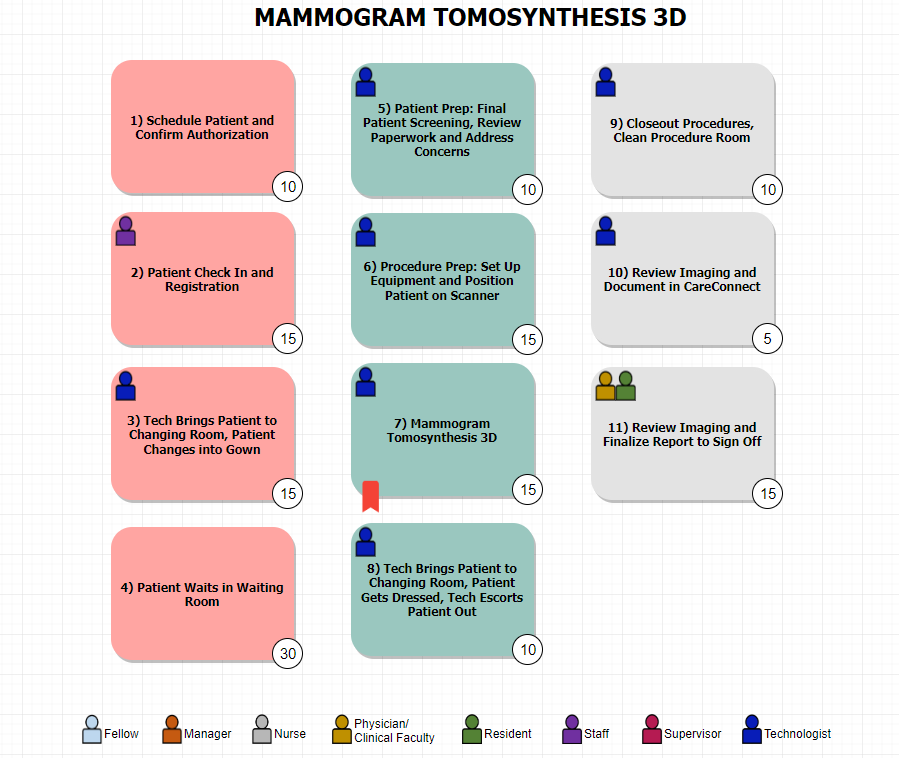 MAMMOGRAM TOMOSYNTHESIS 3D
1) Schedule Patient and
Confirm Authorization
10
2) Patient Check In and
Registration
15
3) Tech Brings Patient to
Changing Room, Patient
Changes into Gown
15
4) Patient Waits in Waiting
Room
30
5) Patient Prep: Final
Patient Screening, Review
Paperwork and Address
Concerns
10
6) Procedure Prep: Set Up
Equipment and Position
Patient on Scanner
15
7) Mammogram
Tomosynthesis 3D
15
8) Tech Brings Patient to
Changing Room, Patient
Gets Dressed, Tech Escorts
Patient Out
10
9) Closeout Procedures,
Clean Procedure Room
10
10) Review Imaging and
Document in CareConnect
5
11) Review Imaging and
Finalize Report to Sign Off
15
Fellow
Manager
Nurse
Physician/
Clinical Faculty
Resident
Staff
Supervisor
Technologist